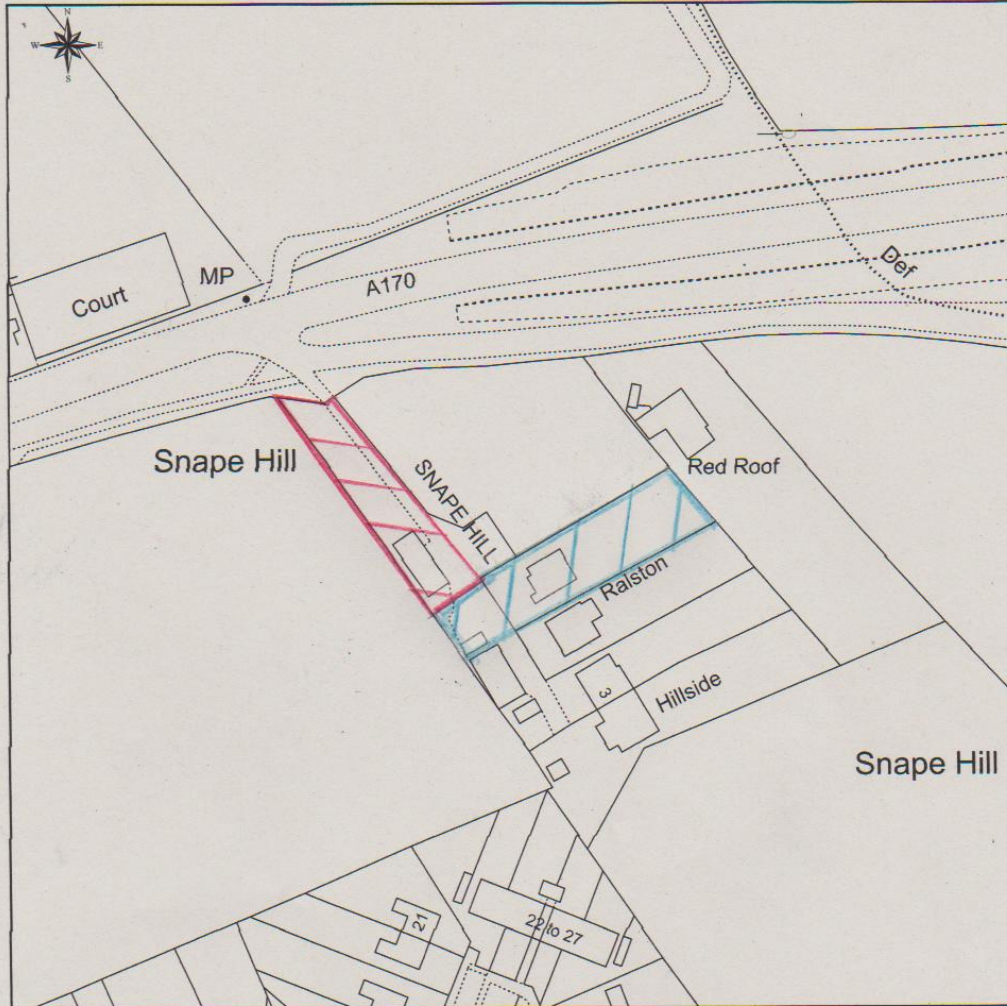 N
W E
S
Court
MP
A170
Def
Snape Hill
SNAPE HILL
Red Roof
Ralston
3
Hillside
Snape Hill
21
22 to 27